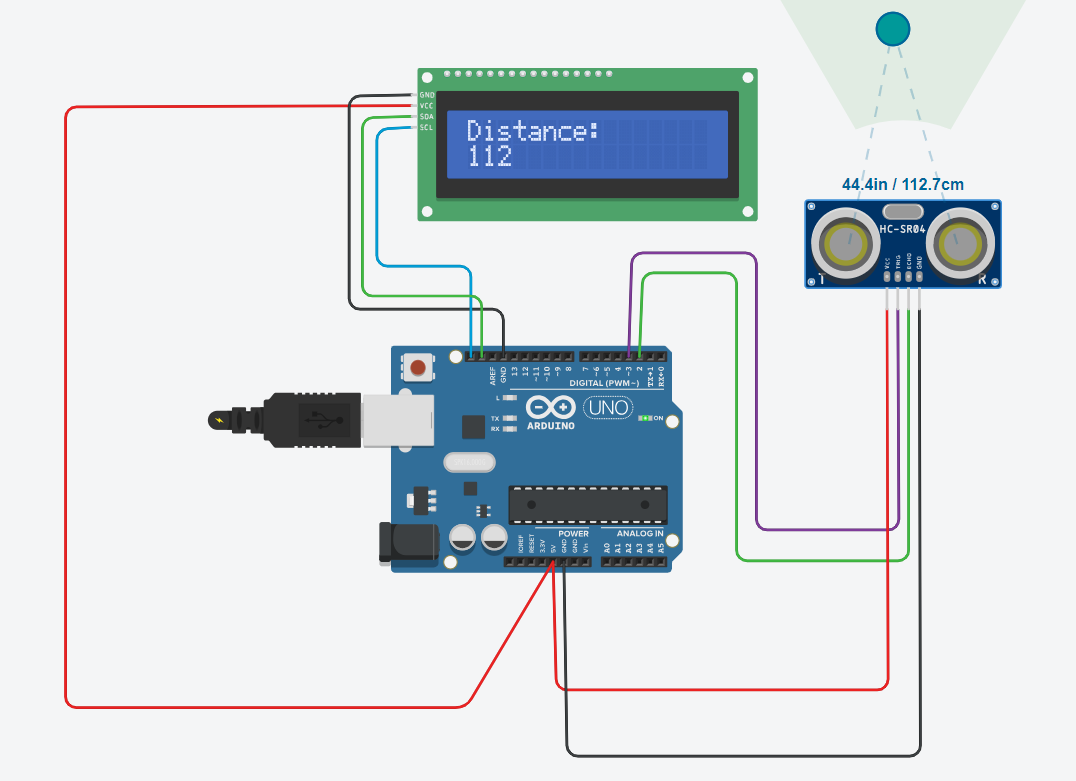 GND
VCC
SDA
SCL
Distance:
112
44.4in / 112.7cm
HC-SR04
VCC
TRIG
ECHO
GND
T
R
AREF
GND
13
12
~11
~10
~9
8
7
~6
~5
4
~3
2
TX→1
RX←0
DIGITAL (PWM~)
L
TX
RX
UNO
ARDUINO
ON
POWER
ANALOG IN
IOREF
RESET
3.3V
5V
GND
GND
Vin
A0
A1
A2
A3
A4
A5